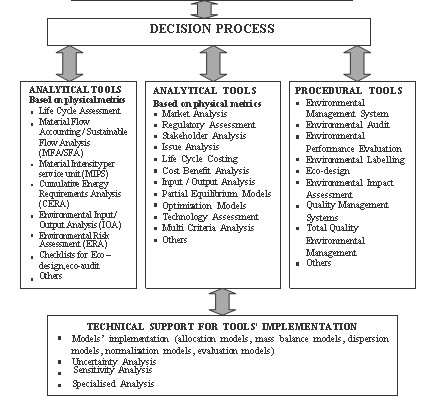 DECISION PROCESS
ANALYTICAL TOOLS
Based on physical metrics
• Life Cycle Assessment
• Material Flow
Accounting / Sustainable
Flow Analysis
(MFA/SFA)
• Material Intensity per
service unit (MIPS)
• Cumulative Energy
Requirements Analysis
(CERA)
• Environmental Input/
Output Analysis (IOA)
• Environmental Risk
Assessment (ERA)
• Checklists for Eco –
design, eco-audit
• Others
ANALYTICAL TOOLS
Based on physical metrics
• Market Analysis
• Regulatory Assessment
• Stakeholder Analysis
• Issue Analysis
• Life Cycle Costing
• Cost Benefit Analysis
• Input / Output Analysis
• Partial Equilibrium Models
• Optimization Models
• Technology Assessment
• Multi Criteria Analysis
• Others
PROCEDURAL TOOLS
• Environmental
Management System
• Environmental Audit
• Environmental
Performance Evaluation
• Environmental Labelling
• Eco-design
• Environmental Impact
Assessment
• Quality Management
Systems
• Total Quality
Environmental
Management
• Others
TECHNICAL SUPPORT FOR TOOLS' IMPLEMENTATION
▪ Models' implementation (allocation models, mass balance models, dispersion
models, normalization models, evaluation models)
▪ Uncertainty Analysis
▪ Sensitivity Analysis
▪ Specialised Analysis